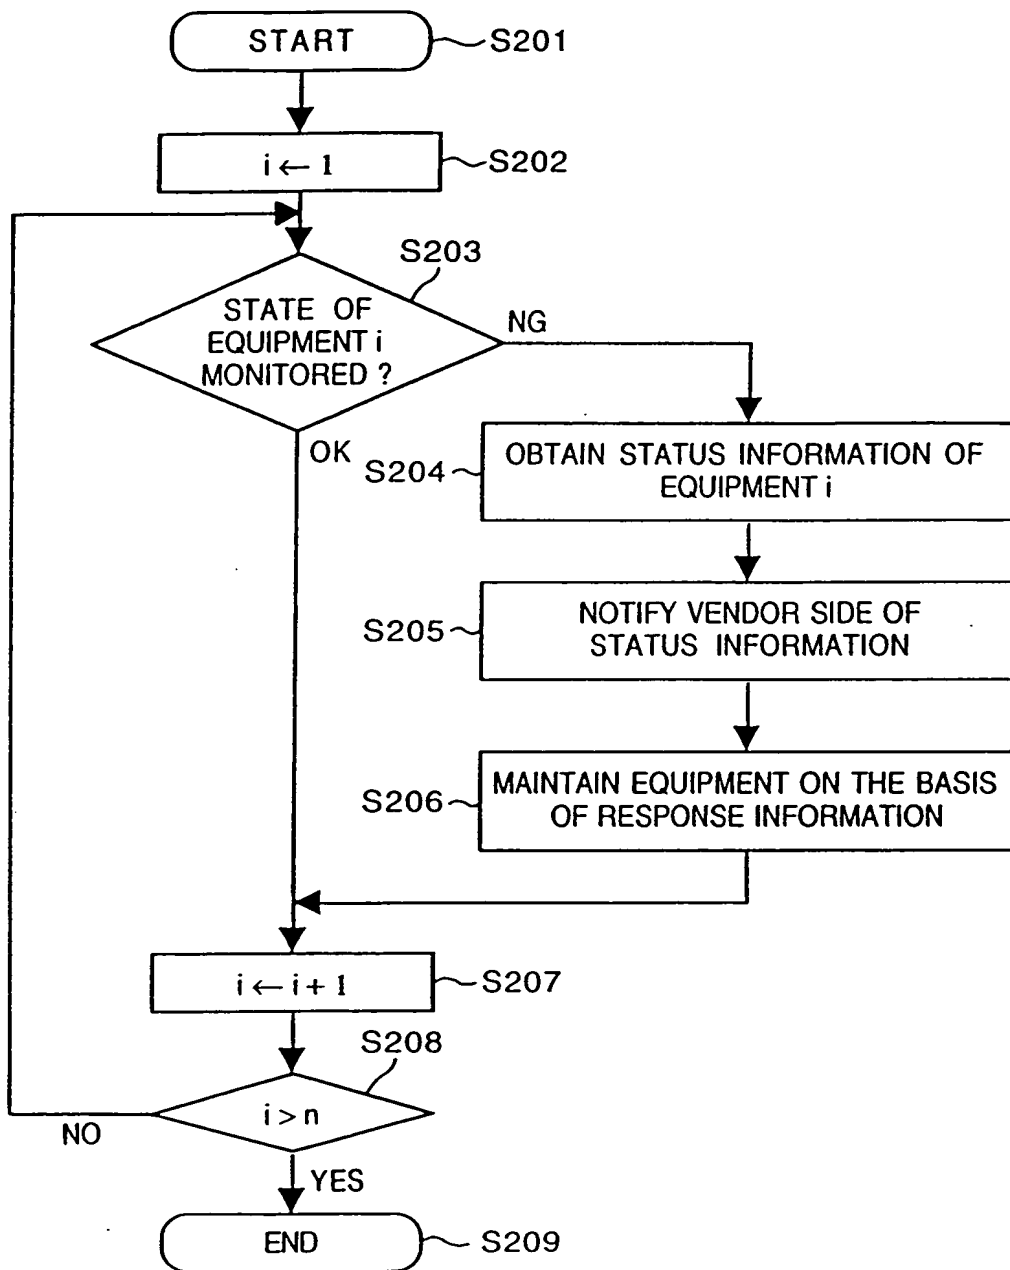 START
S201
i ← 1
S202
S203
STATE OF
EQUIPMENT i
MONITORED ?
NG
OK
S204
OBTAIN STATUS INFORMATION OF
EQUIPMENT i
S205
NOTIFY VENDOR SIDE OF
STATUS INFORMATION
S206
MAINTAIN EQUIPMENT ON THE BASIS
OF RESPONSE INFORMATION
i ← i + 1
S207
S208
i > n
NO
YES
END
S209